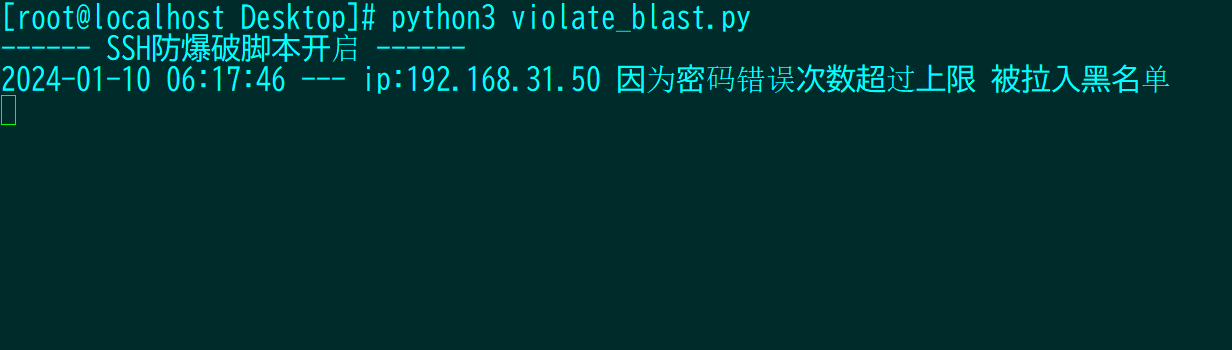 [root@localhost Desktop]# python3 violate_blast.py
------ SSH防爆破脚本开启 ------
2024-01-10 06:17:46 --- ip:192.168.31.50 因为密码错误次数超过上限 被拉入黑名单